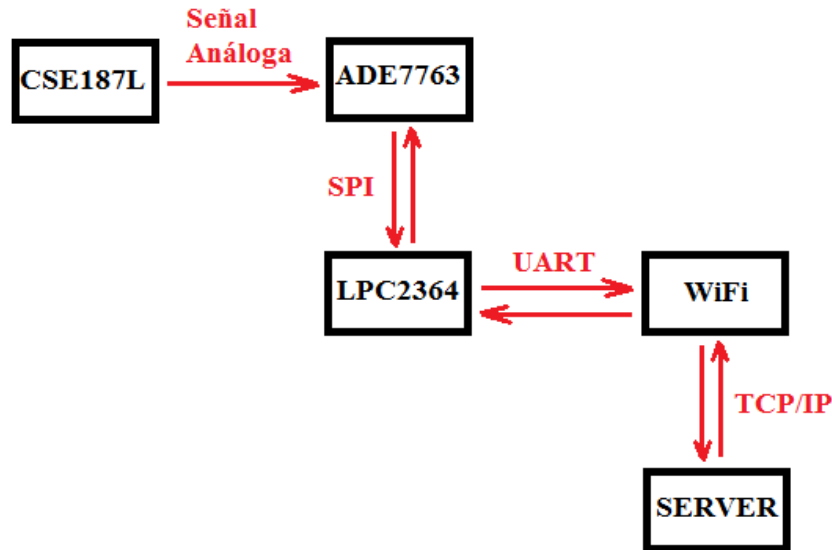 Señal
Análoga
CSE187L
ADE7763
SPI
LPC2364
UART
WiFi
TCP/IP
SERVER